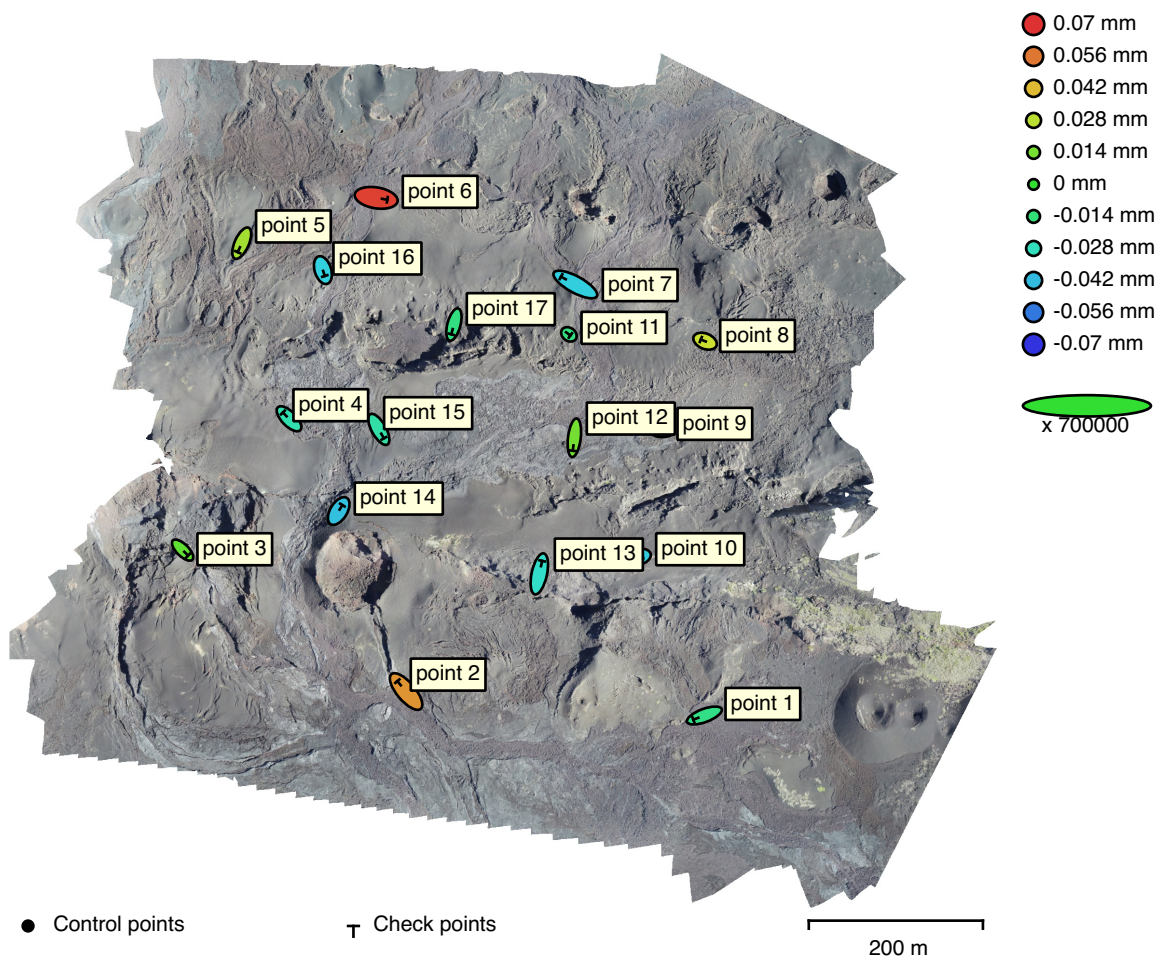 0.07 mm
0.056 mm
0.042 mm
0.028 mm
0.014 mm
0 mm
-0.014 mm
-0.028 mm
-0.042 mm
-0.056 mm
-0.07 mm
x 700000
point 6
point 5
point 16
point 7
point 17
point 11
point 8
point 4
point 15
point 12
point 9
point 14
point 3
point 13
point 10
point 2
point 1
Control points
Check points
200 m